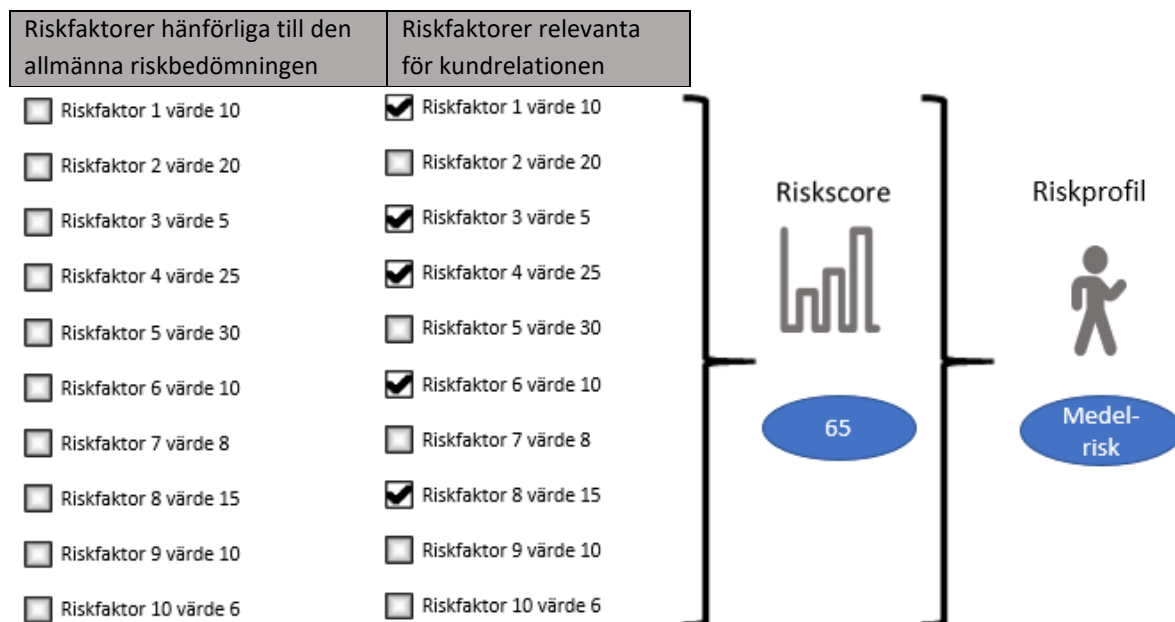 Riskfaktorer hänförliga till den
allmänna riskbedömningen
Riskfaktorer relevanta
för kundrelationen
Riskfaktor 1 värde 10
Riskfaktor 2 värde 20
Riskfaktor 3 värde 5
Riskfaktor 4 värde 25
Riskfaktor 5 värde 30
Riskfaktor 6 värde 10
Riskfaktor 7 värde 8
Riskfaktor 8 värde 15
Riskfaktor 9 värde 10
Riskfaktor 10 värde 6
Riskfaktor 1 värde 10
Riskfaktor 2 värde 20
Riskfaktor 3 värde 5
Riskfaktor 4 värde 25
Riskfaktor 5 värde 30
Riskfaktor 6 värde 10
Riskfaktor 7 värde 8
Riskfaktor 8 värde 15
Riskfaktor 9 värde 10
Riskfaktor 10 värde 6
Riskscore
65
Riskprofil
Medel-
risk